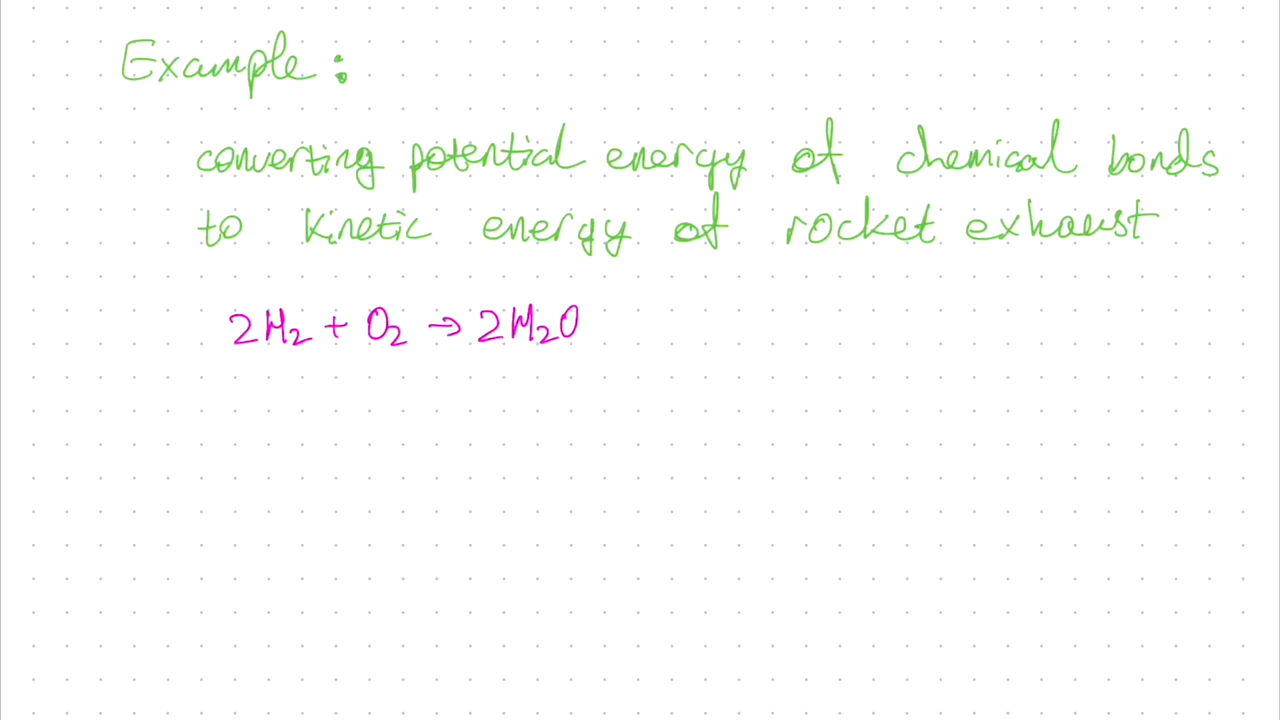 Example:
converting potential energy of chemical bonds
to kinetic energy of rocket exhaust
2H₂ + O₂ → 2H₂O